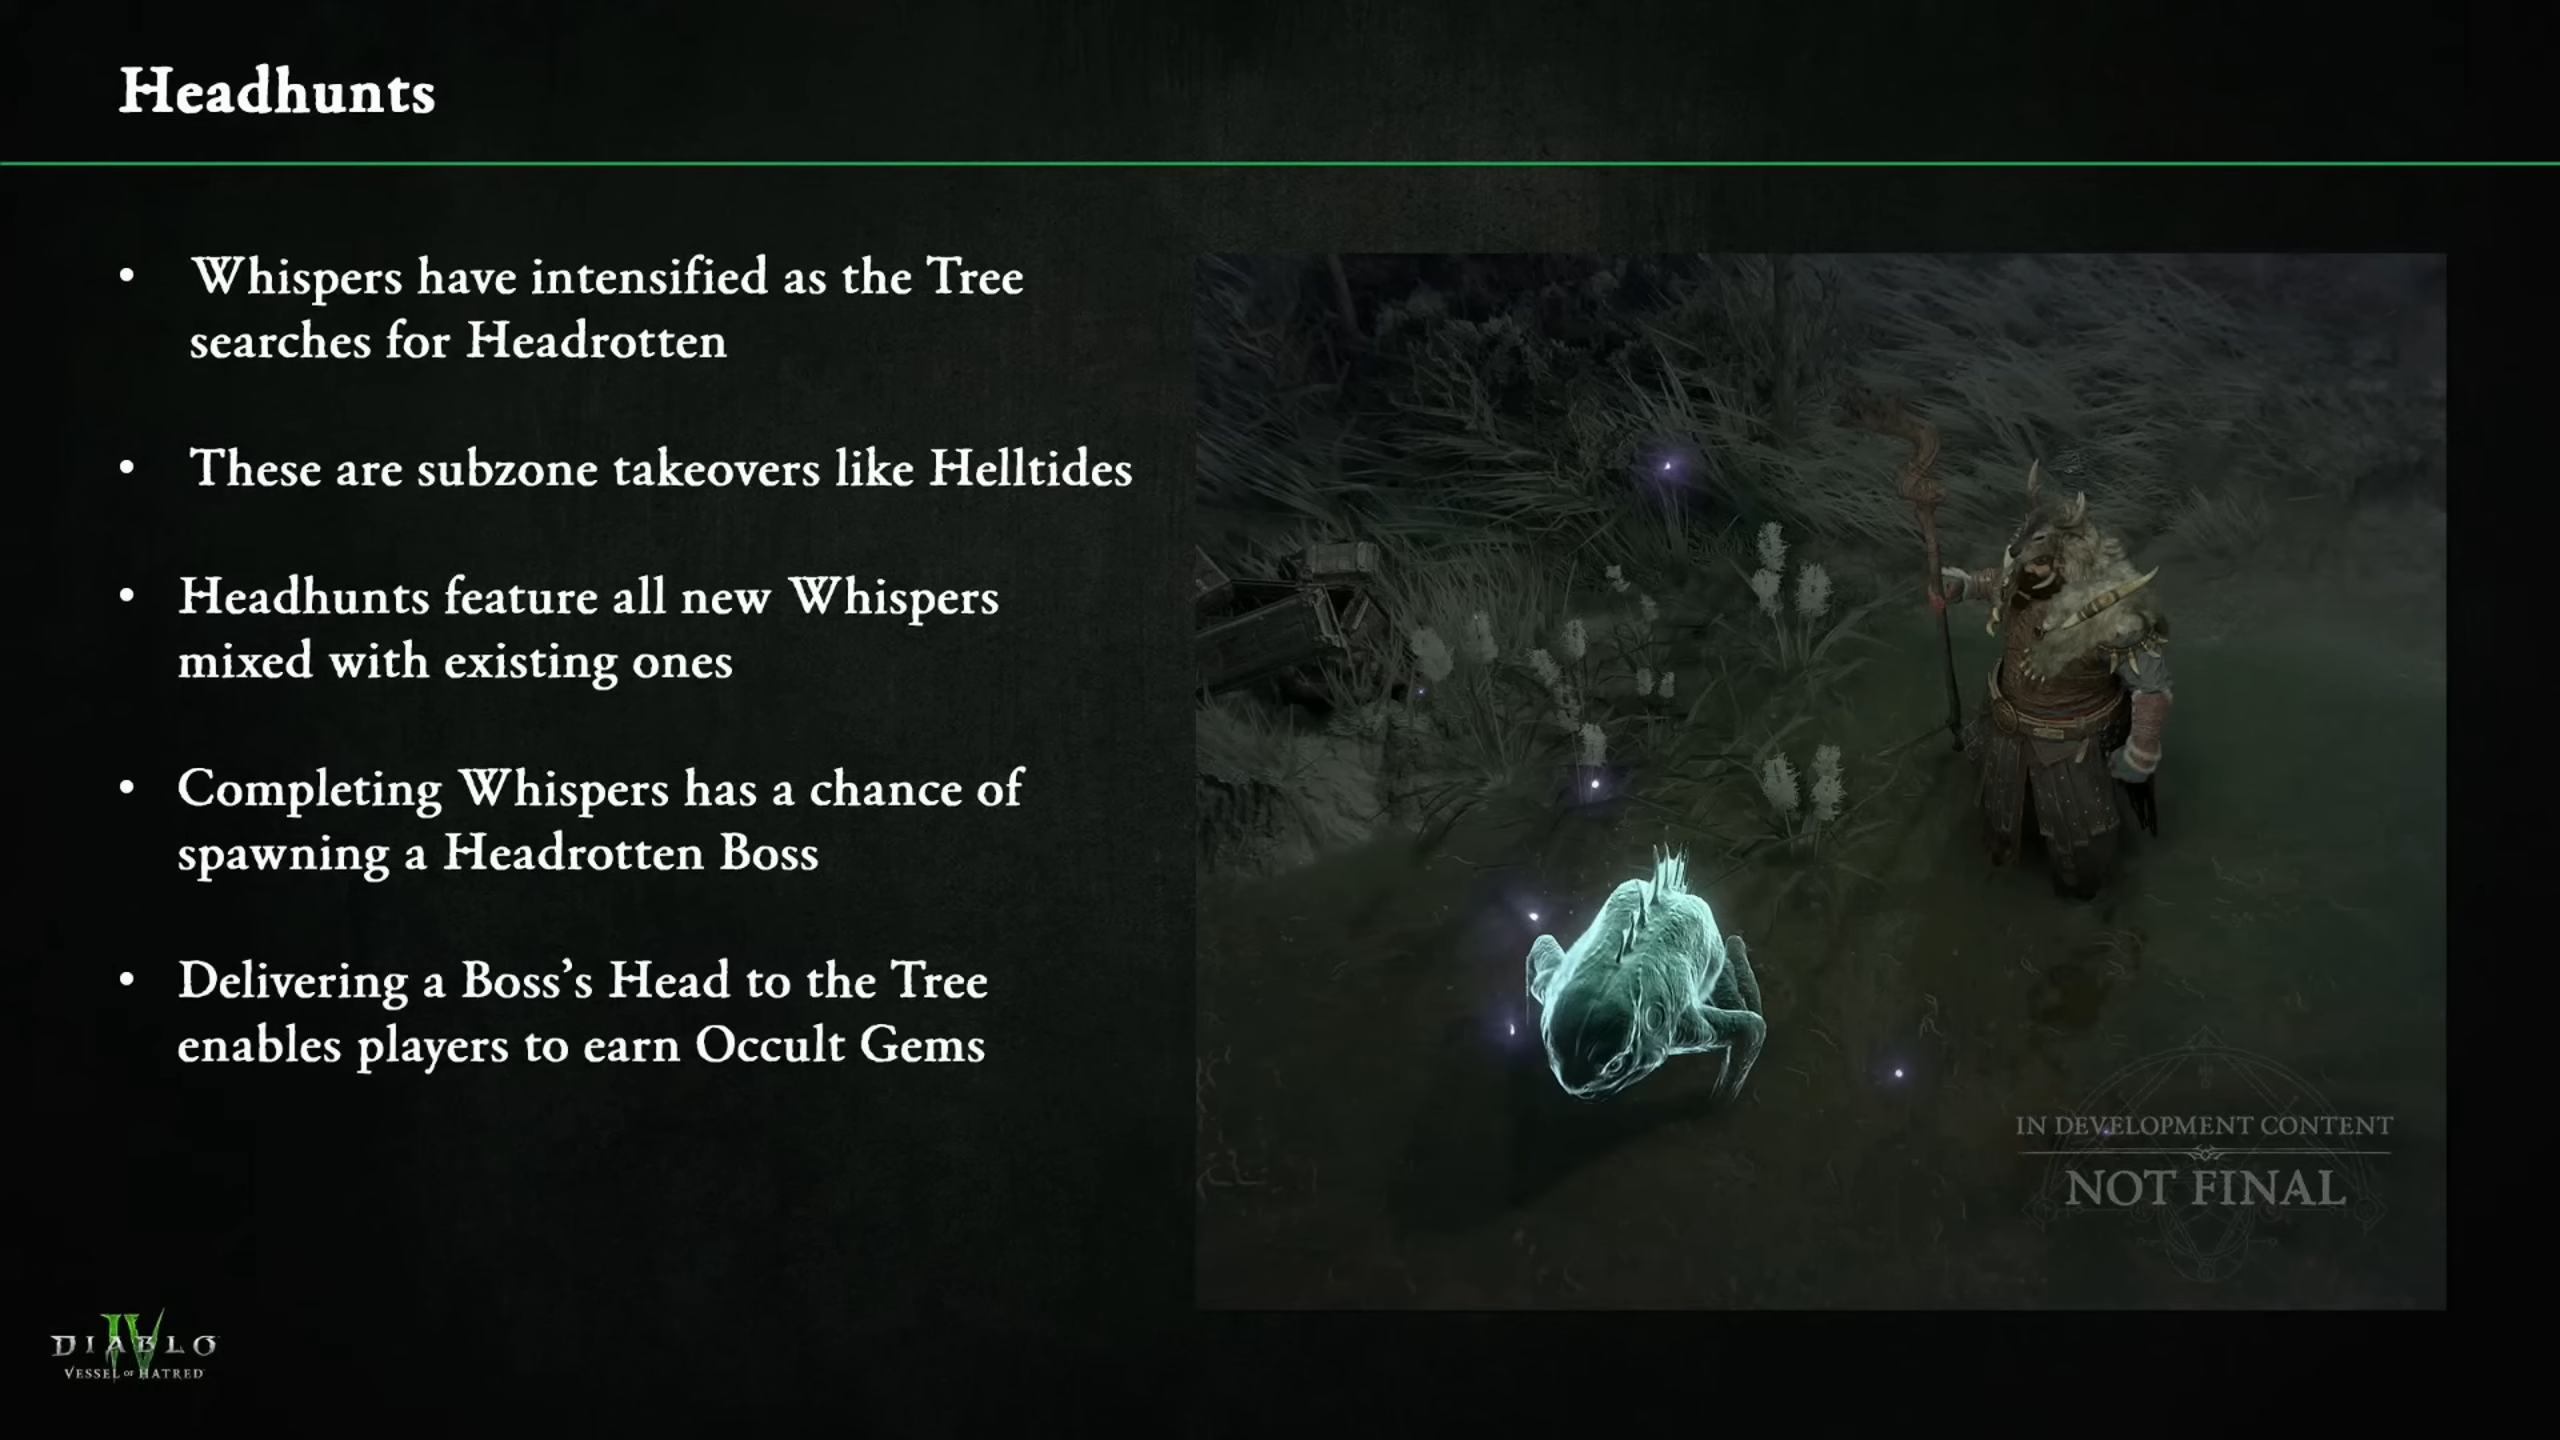 Headhunts
• Whispers have intensified as the Tree
searches for Headrotten
• These are subzone takeovers like Helltides
• Headhunts feature all new Whispers
mixed with existing ones
• Completing Whispers has a chance of
spawning a Headrotten Boss
• Delivering a Boss’s Head to the Tree
enables players to earn Occult Gems
IN DEVELOPMENT CONTENT
NOT FINAL
DIABLO
IV
VESSEL OF HATRED